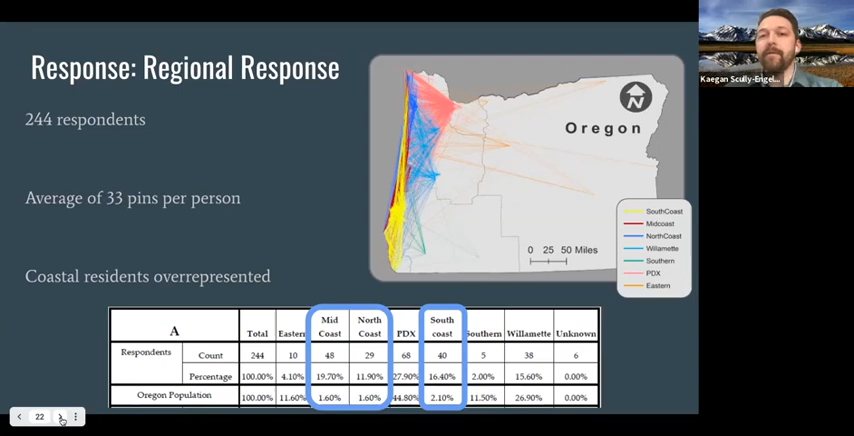 Response: Regional Response
244 respondents
Average of 33 pins per person
Coastal residents overrepresented
Oregon
N
0 25 50 Miles
SouthCoast
Midcoast
NorthCoast
Willamette
Southern
PDX
Eastern
A Total Eastern Mid Coast North Coast PDX South coast Southern Willamette Unknown
Respondents Count 244 10 48 29 68 40 5 38 6
Percentage 100.00% 4.10% 19.70% 11.90% 27.90% 16.40% 2.00% 15.60% 0.00%
Oregon Population 100.00% 11.60% 1.60% 1.60% 44.80% 2.10% 11.50% 26.90% 0.00%
22
Kaegan Scully-Engel...